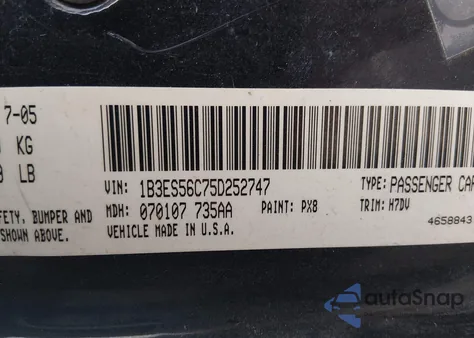 7-05
KG
LB
VIN: 1B3ES56C75D252747
TYPE: PASSENGER CAR
MDH: 070107 735AA
PAINT: PX8
TRIM: H7DV
VEHICLE MADE IN U.S.A.
4658843
FETY, BUMPER AND
SHOWN ABOVE.
autoSnap